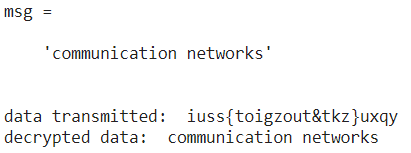 msg =
'communication networks'
data transmitted:  iuss{toigzout&tkz}uxqy
decrypted data:  communication networks